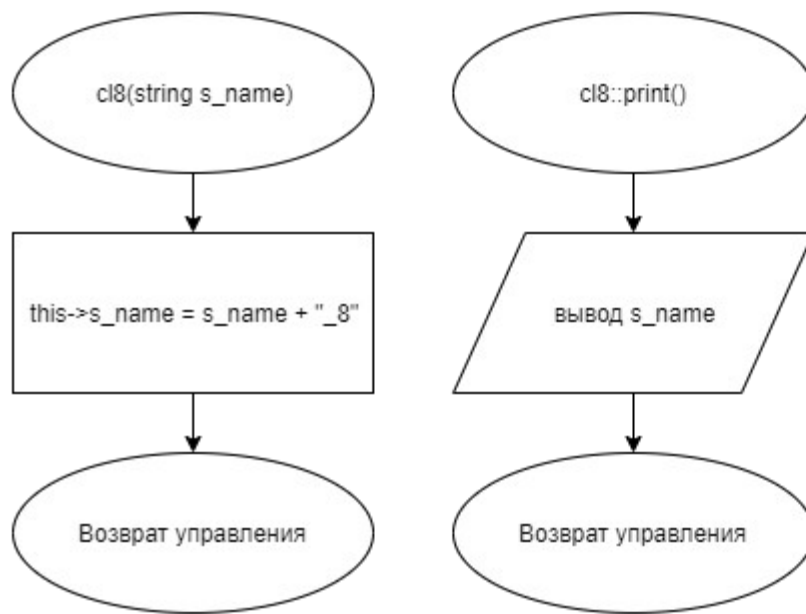 cl8(string s_name)
this->s_name = s_name + "_8"
Возврат управления
cl8::print()
вывод s_name
Возврат управления